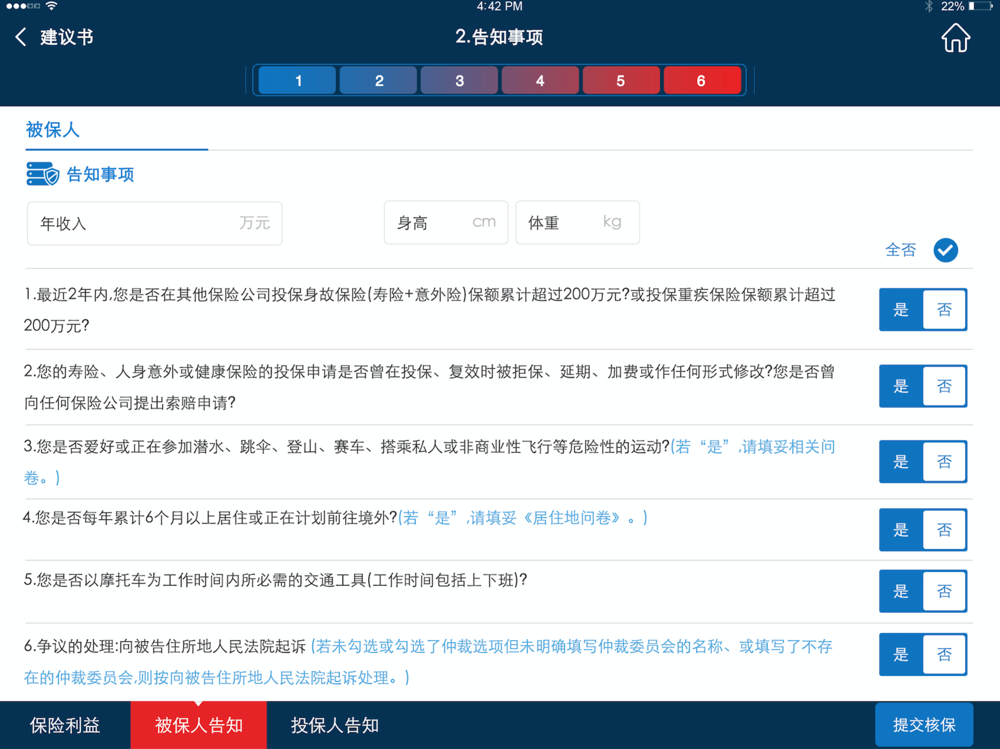 4:42 PM
22%
建议书
2.告知事项
1 2 3 4 5 6
被保人
告知事项
年收入 万元 身高 cm 体重 kg
全否
1.最近2年内,您是否在其他保险公司投保身故保险(寿险+意外险)保额累计超过200万元?或投保重疾保险保额累计超过
200万元?
是 否
2.您的寿险、人身意外或健康保险的投保申请是否曾在投保、复效时被拒保、延期、加费或作任何形式修改?您是否曾
向任何保险公司提出索赔申请?
是 否
3.您是否爱好或正在参加潜水、跳伞、登山、赛车、搭乘私人或非商业性飞行等危险性的运动?(若“是”,请填妥相关问
卷。)
是 否
4.您是否每年累计6个月以上居住或正在计划前往境外?(若“是”,请填妥《居住地问卷》。)
是 否
5.您是否以摩托车为工作时间内所必需的交通工具(工作时间包括上下班)?
是 否
6.争议的处理:向被告住所地人民法院起诉 (若未勾选或勾选了仲裁选项但未明确填写仲裁委员会的名称、或填写了不存
在的仲裁委员会,则按向被告住所地人民法院起诉处理。)
是 否
保险利益 被保人告知 投保人告知 提交核保